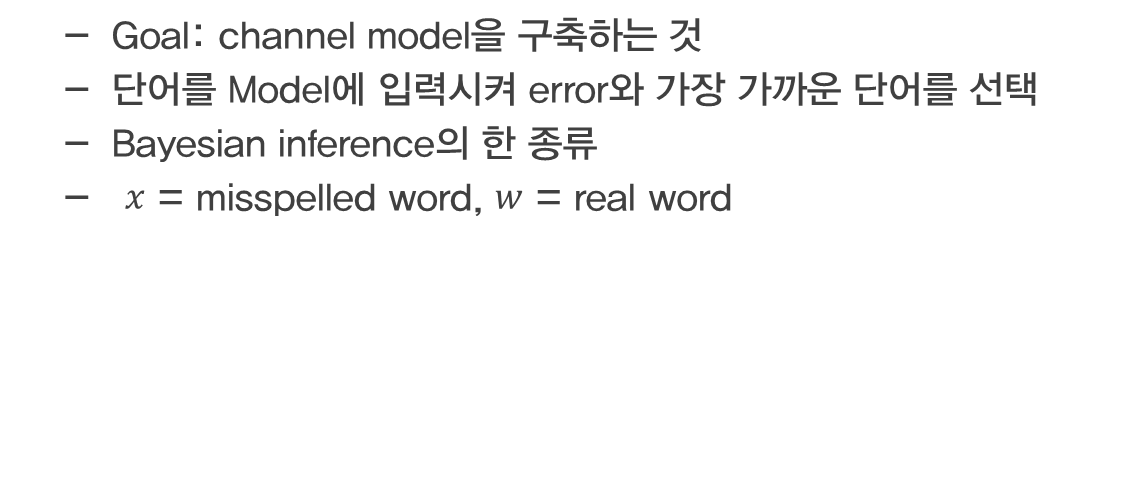 – Goal: channel model을 구축하는 것
– 단어를 Model에 입력시켜 error와 가장 가까운 단어를 선택
– Bayesian inference의 한 종류
– x = misspelled word, w = real word